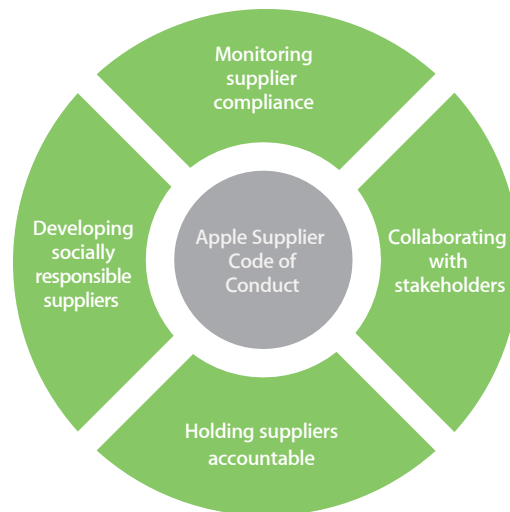 Monitoring
supplier
compliance
Developing
socially
responsible
suppliers
Apple Supplier
Code of
Conduct
Collaborating
with
stakeholders
Holding suppliers
accountable